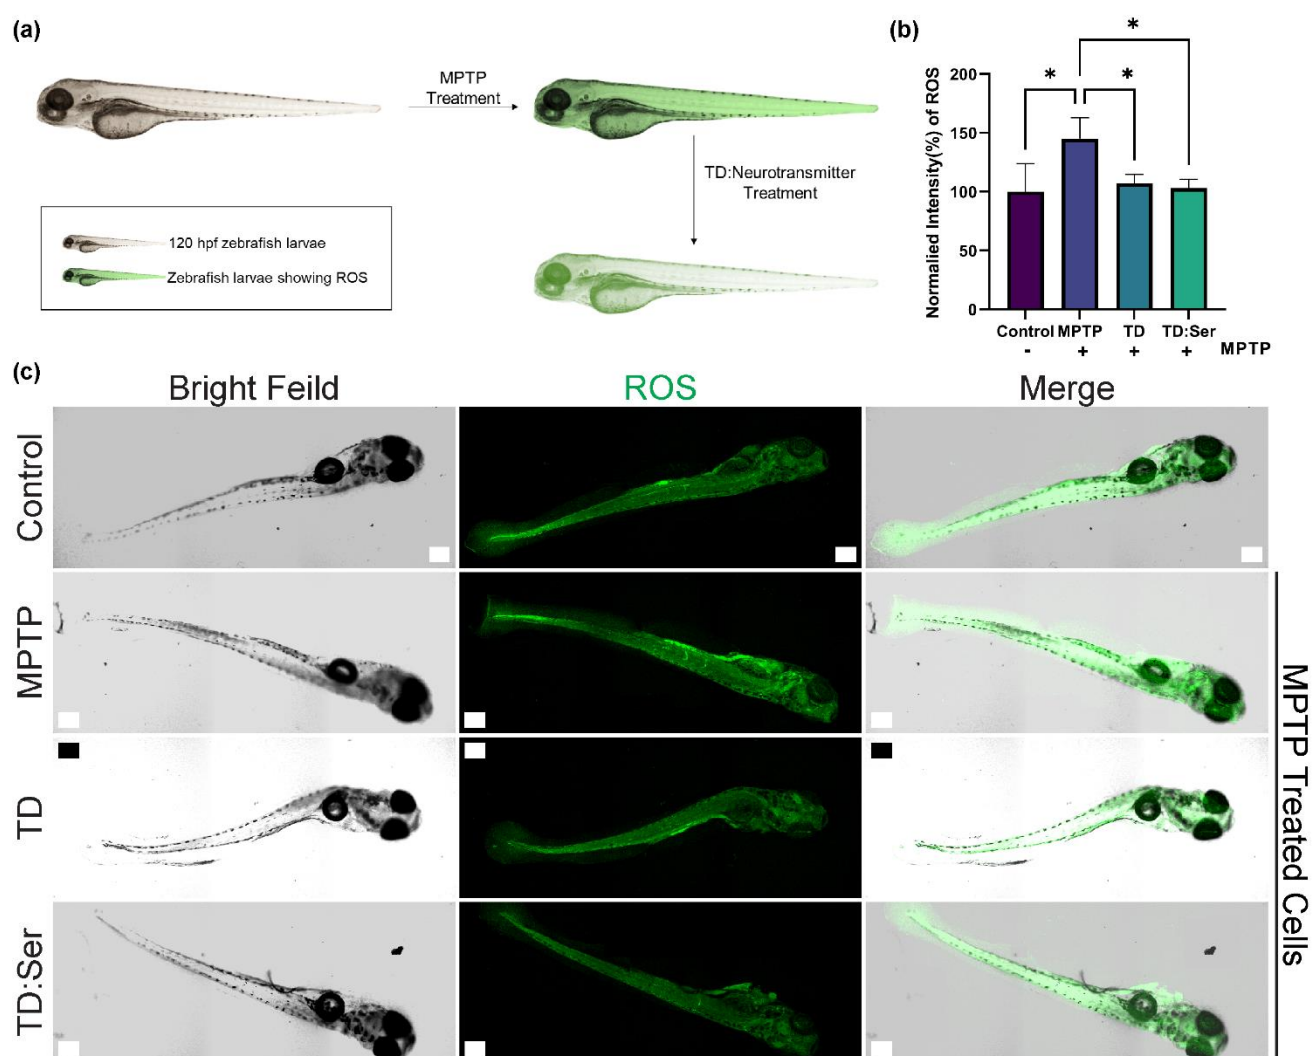 (a)
MPTP
Treatment
TD:Neurotransmitter
Treatment
120 hpf zebrafish larvae
Zebrafish larvae showing ROS
(b)
Normalied Intensity(%) of ROS
200
150
100
50
0
*
*
*
Control MPTP TD TD:Ser
- + + + MPTP
(c)
Bright Feild ROS Merge
Control
MPTP
TD
TD:Ser
MPTP Treated Cells